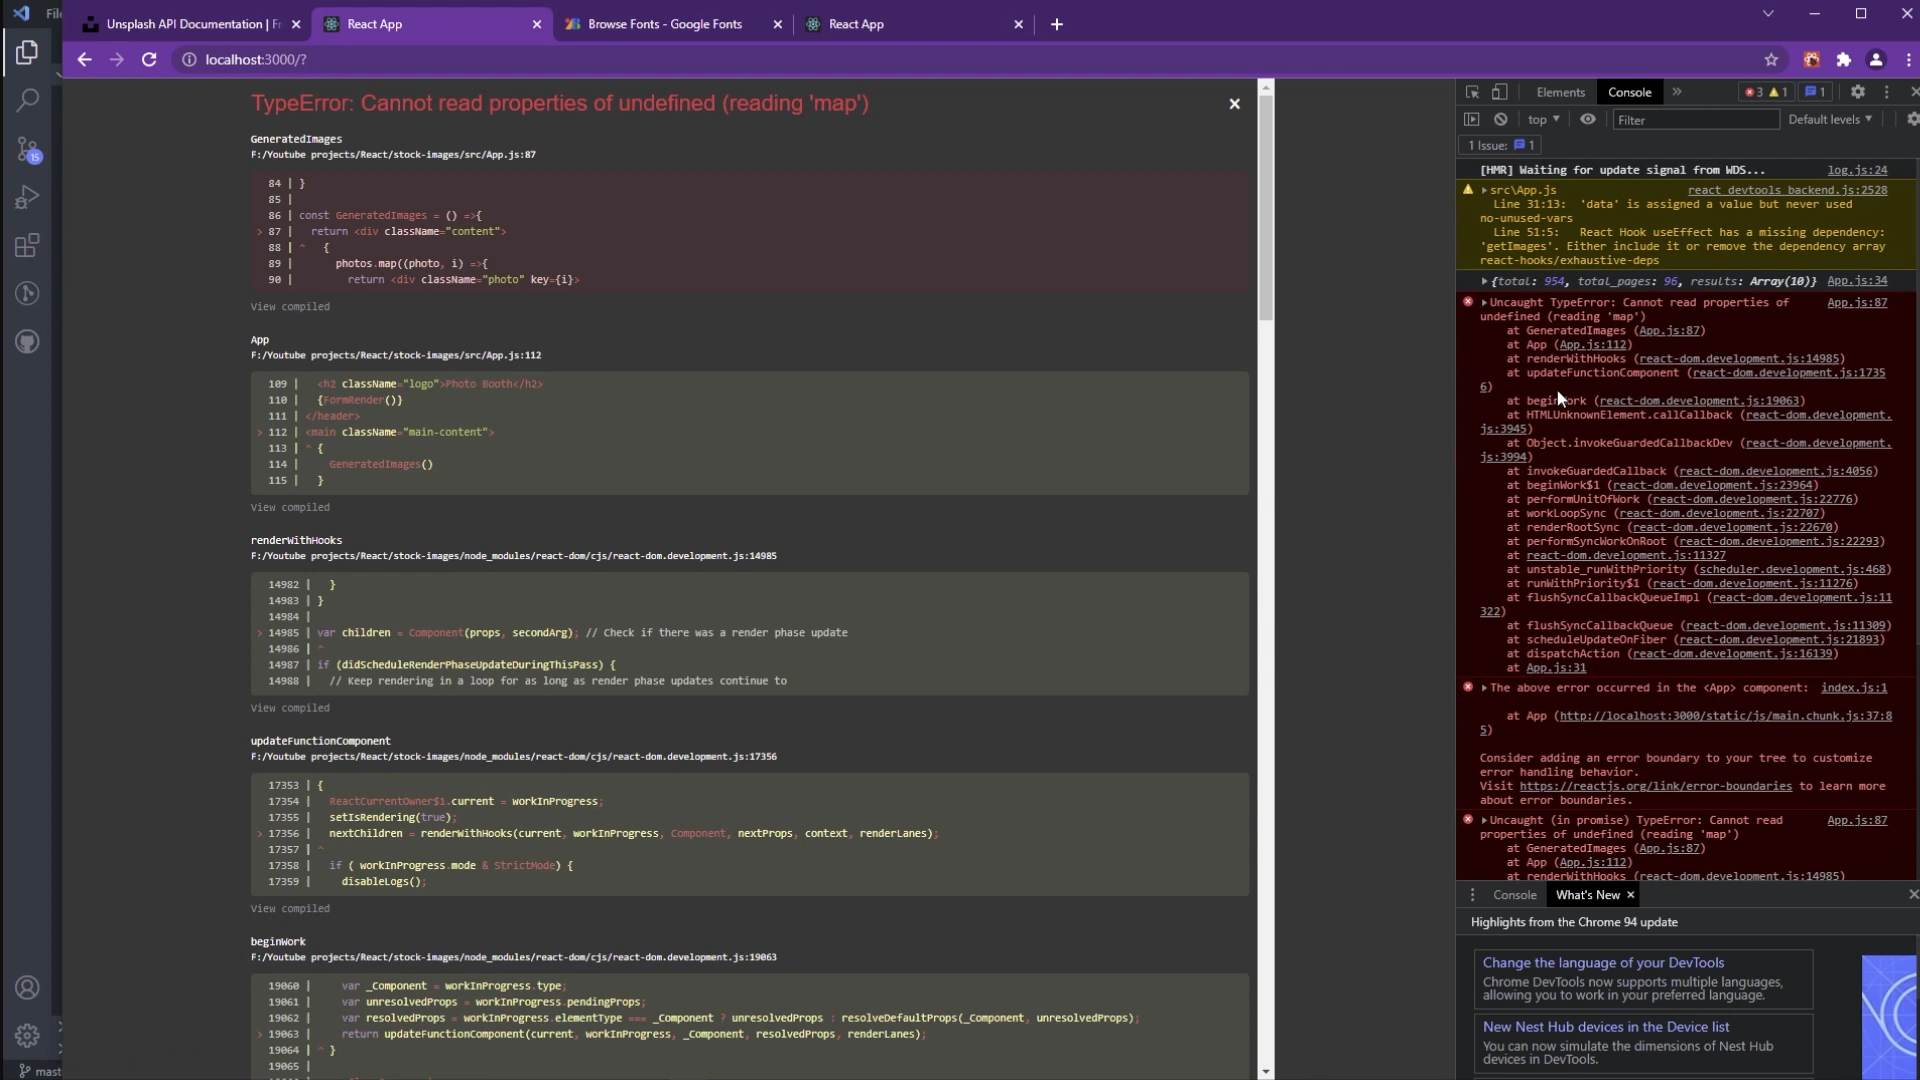 Fil
Unsplash API Documentation | Fr
React App
Browse Fonts - Google Fonts
React App
localhost:3000/?
TypeError: Cannot read properties of undefined (reading 'map')
GeneratedImages
F:/Youtube projects/React/stock-images/src/App.js:87
84 | }
85 |
86 | const GeneratedImages = () =>{
> 87 | return <div className="content">
88 | ^ {
89 | photos.map((photo, i) =>{
90 | return <div className="photo" key={i}>
View compiled
App
F:/Youtube projects/React/stock-images/src/App.js:112
109 | <h2 className="logo">Photo Booth</h2>
110 | {FormRender()}
111 | </header>
> 112 | <main className="main-content">
113 | ^ {
114 | GeneratedImages()
115 | }
View compiled
renderWithHooks
F:/Youtube projects/React/stock-images/node_modules/react-dom/cjs/react-dom.development.js:14985
14982 | }
14983 | }
14984 |
> 14985 | var children = Component(props, secondArg); // Check if there was a render phase update
14986 | ^
14987 | if (didScheduleRenderPhaseUpdateDuringThisPass) {
14988 | // Keep rendering in a loop for as long as render phase updates continue to
View compiled
updateFunctionComponent
F:/Youtube projects/React/stock-images/node_modules/react-dom/cjs/react-dom.development.js:17356
17353 | {
17354 | ReactCurrentOwner$1.current = workInProgress;
17355 | setIsRendering(true);
> 17356 | nextChildren = renderWithHooks(current, workInProgress, Component, nextProps, context, renderLanes);
17357 | ^
17358 | if ( workInProgress.mode & StrictMode) {
17359 | disableLogs();
View compiled
beginWork
F:/Youtube projects/React/stock-images/node_modules/react-dom/cjs/react-dom.development.js:19063
19060 | var _Component = workInProgress.type;
19061 | var unresolvedProps = workInProgress.pendingProps;
19062 | var resolvedProps = workInProgress.elementType === _Component ? unresolvedProps : resolveDefaultProps(_Component, unresolvedProps);
> 19063 | return updateFunctionComponent(current, workInProgress, _Component, resolvedProps, renderLanes);
19064 | ^ }
19065 |
15
master
Elements
Console
3
1
1
top
Filter
Default levels
1 Issue: 1
[HMR] Waiting for update signal from WDS... log.js:24
src\App.js react devtools backend.js:2528
Line 31:13: 'data' is assigned a value but never used
no-unused-vars
Line 51:5: React Hook useEffect has a missing dependency:
'getImages'. Either include it or remove the dependency array
react-hooks/exhaustive-deps
{total: 954, total_pages: 96, results: Array(10)} App.js:34
Uncaught TypeError: Cannot read properties of App.js:87
undefined (reading 'map')
at GeneratedImages (App.js:87)
at App (App.js:112)
at renderWithHooks (react-dom.development.js:14985)
at updateFunctionComponent (react-dom.development.js:1735
6)
at beginWork (react-dom.development.js:19063)
at HTMLUnknownElement.callCallback (react-dom.development.
js:3945)
at Object.invokeGuardedCallbackDev (react-dom.development.
js:3994)
at invokeGuardedCallback (react-dom.development.js:4056)
at beginWork$1 (react-dom.development.js:23964)
at performUnitOfWork (react-dom.development.js:22776)
at workLoopSync (react-dom.development.js:22707)
at renderRootSync (react-dom.development.js:22670)
at performSyncWorkOnRoot (react-dom.development.js:22293)
at react-dom.development.js:11327
at unstable_runWithPriority (scheduler.development.js:468)
at runWithPriority$1 (react-dom.development.js:11276)
at flushSyncCallbackQueueImpl (react-dom.development.js:11
322)
at flushSyncCallbackQueue (react-dom.development.js:11309)
at scheduleUpdateOnFiber (react-dom.development.js:21893)
at dispatchAction (react-dom.development.js:16139)
at App.js:31
The above error occurred in the <App> component: index.js:1
at App (http://localhost:3000/static/js/main.chunk.js:37:8
5)
Consider adding an error boundary to your tree to customize
error handling behavior.
Visit https://reactjs.org/link/error-boundaries to learn more
about error boundaries.
Uncaught (in promise) TypeError: Cannot read App.js:87
properties of undefined (reading 'map')
at GeneratedImages (App.js:87)
at App (App.js:112)
at renderWithHooks (react-dom.development.js:14985)
Console
What's New
Highlights from the Chrome 94 update
Change the language of your DevTools
Chrome DevTools now supports multiple languages,
allowing you to work in your preferred language.
New Nest Hub devices in the Device list
You can now simulate the dimensions of Nest Hub
devices in DevTools.